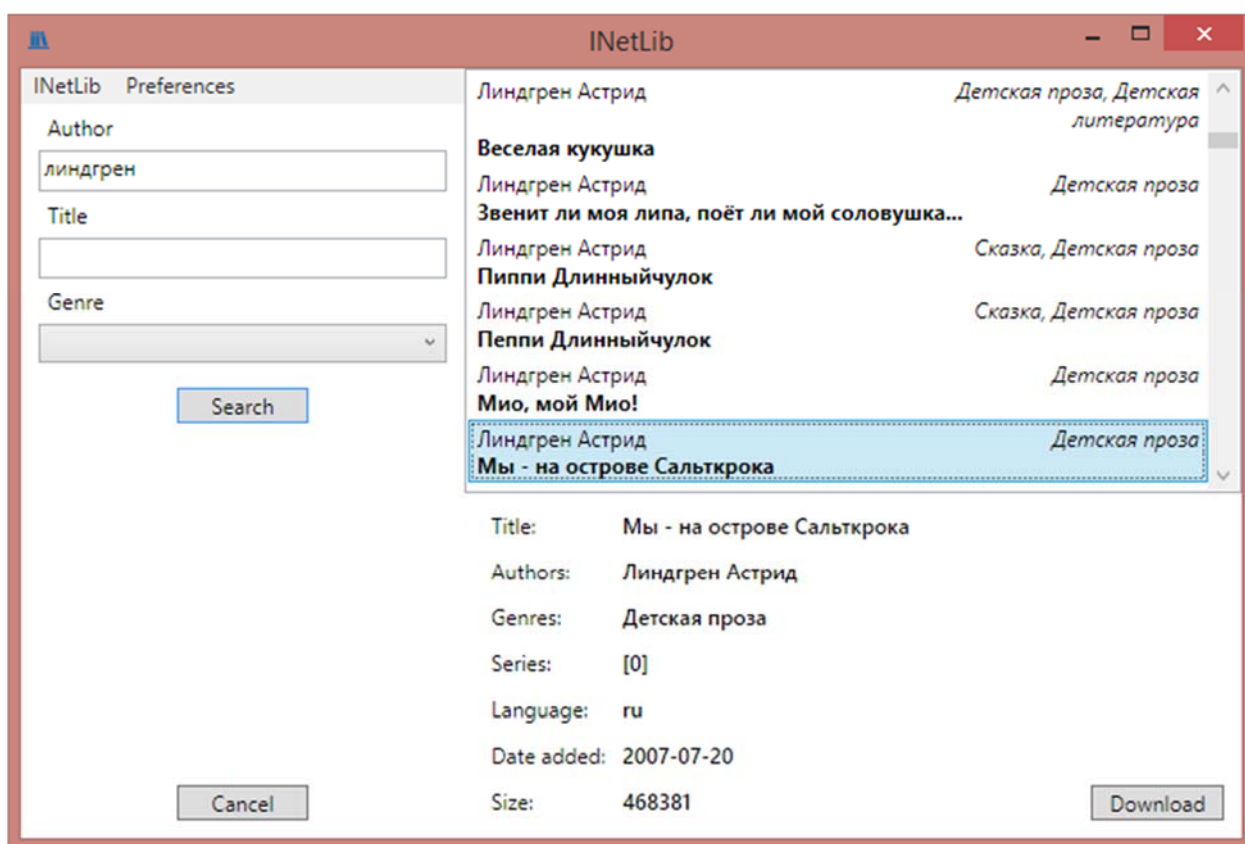 INetLib
INetLib Preferences
Author
линдгрен
Title
Genre
Search
Cancel
Линдгрен Астрид Детская проза, Детская
литература
Веселая кукушка
Линдгрен Астрид Детская проза
Звенит ли моя липа, поёт ли мой соловушка...
Линдгрен Астрид Сказка, Детская проза
Пиппи Длинныйчулок
Линдгрен Астрид Сказка, Детская проза
Пеппи Длинныйчулок
Линдгрен Астрид Детская проза
Мио, мой Мио!
Линдгрен Астрид Детская проза
Мы - на острове Сальткрока
Title: Мы - на острове Сальткрока
Authors: Линдгрен Астрид
Genres: Детская проза
Series: [0]
Language: ru
Date added: 2007-07-20
Size: 468381
Download